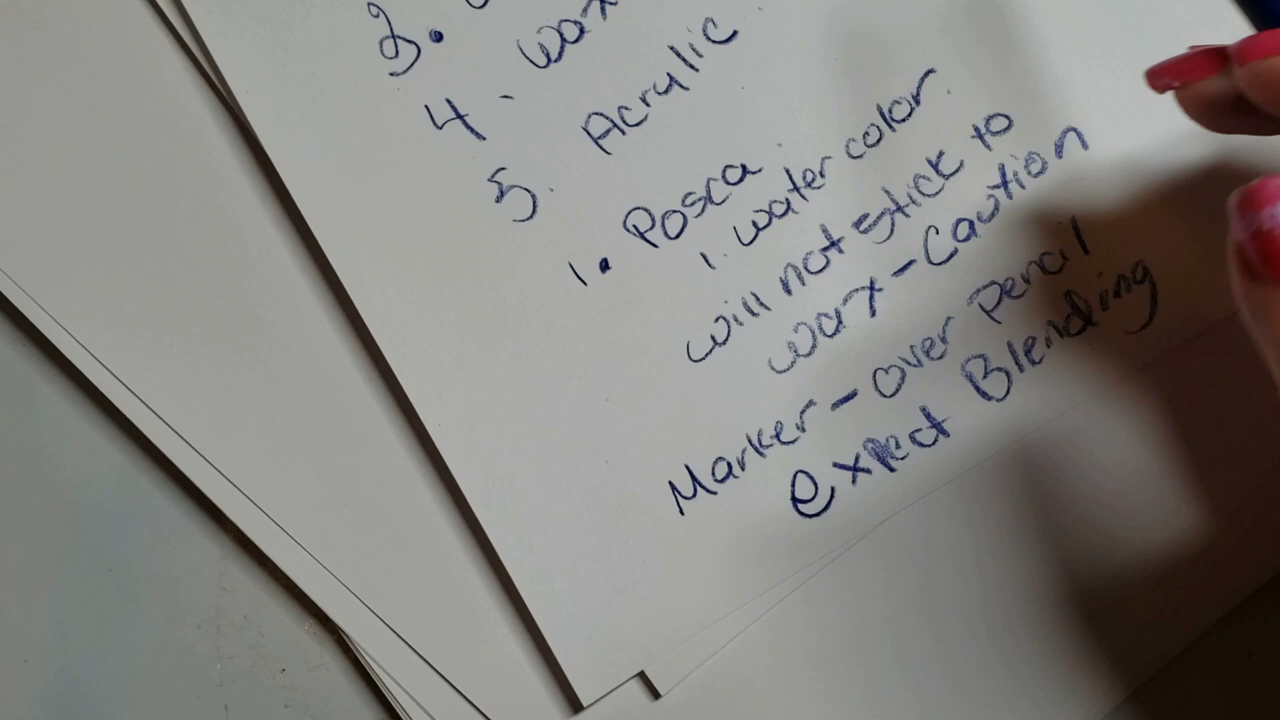 3.
4. wax
5. Acrylic
1. Posca
1. water color.
will not stick to
wax - Caution
Marker - over pencil
expect Blending